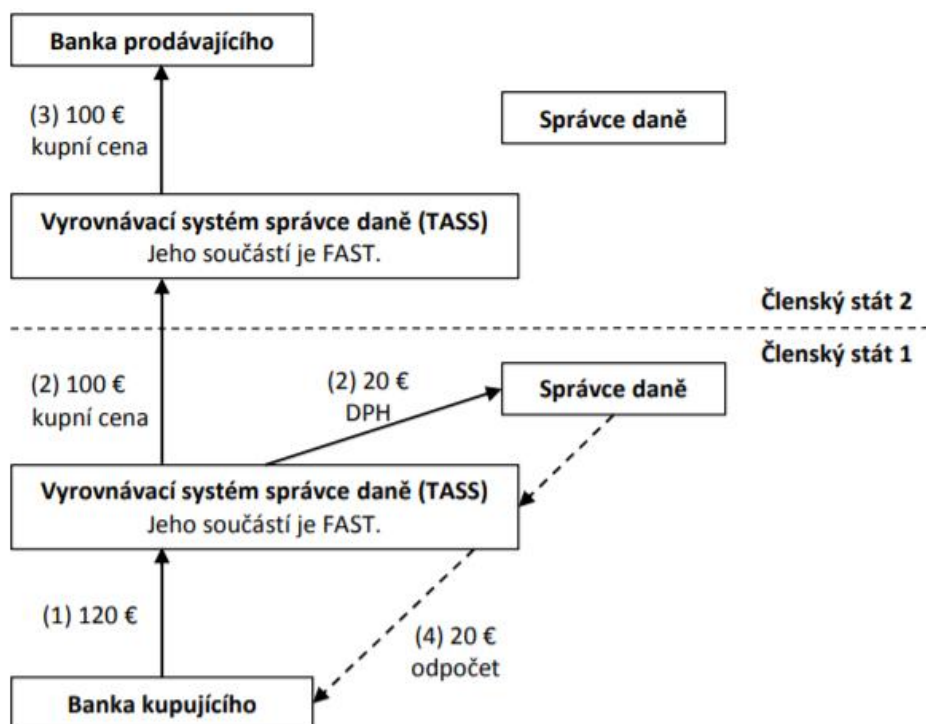 Banka prodávajícího
(3) 100 €
kupní cena
Správce daně
Vyrovnávací systém správce daně (TASS)
Jeho součástí je FAST.
Členský stát 2
Členský stát 1
(2) 100 €
kupní cena
(2) 20 €
DPH
Správce daně
Vyrovnávací systém správce daně (TASS)
Jeho součástí je FAST.
(1) 120 €
(4) 20 €
odpočet
Banka kupujícího